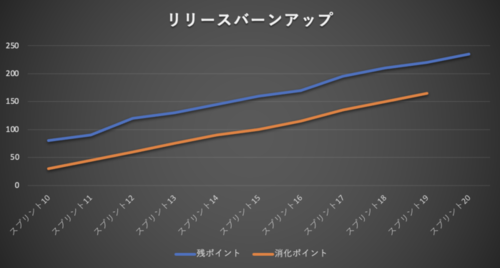 リリースバーンアップ
250
200
150
100
50
0
スプリント10
スプリント11
スプリント12
スプリント13
スプリント14
スプリント15
スプリント16
スプリント17
スプリント18
スプリント19
スプリント20
残ポイント
消化ポイント